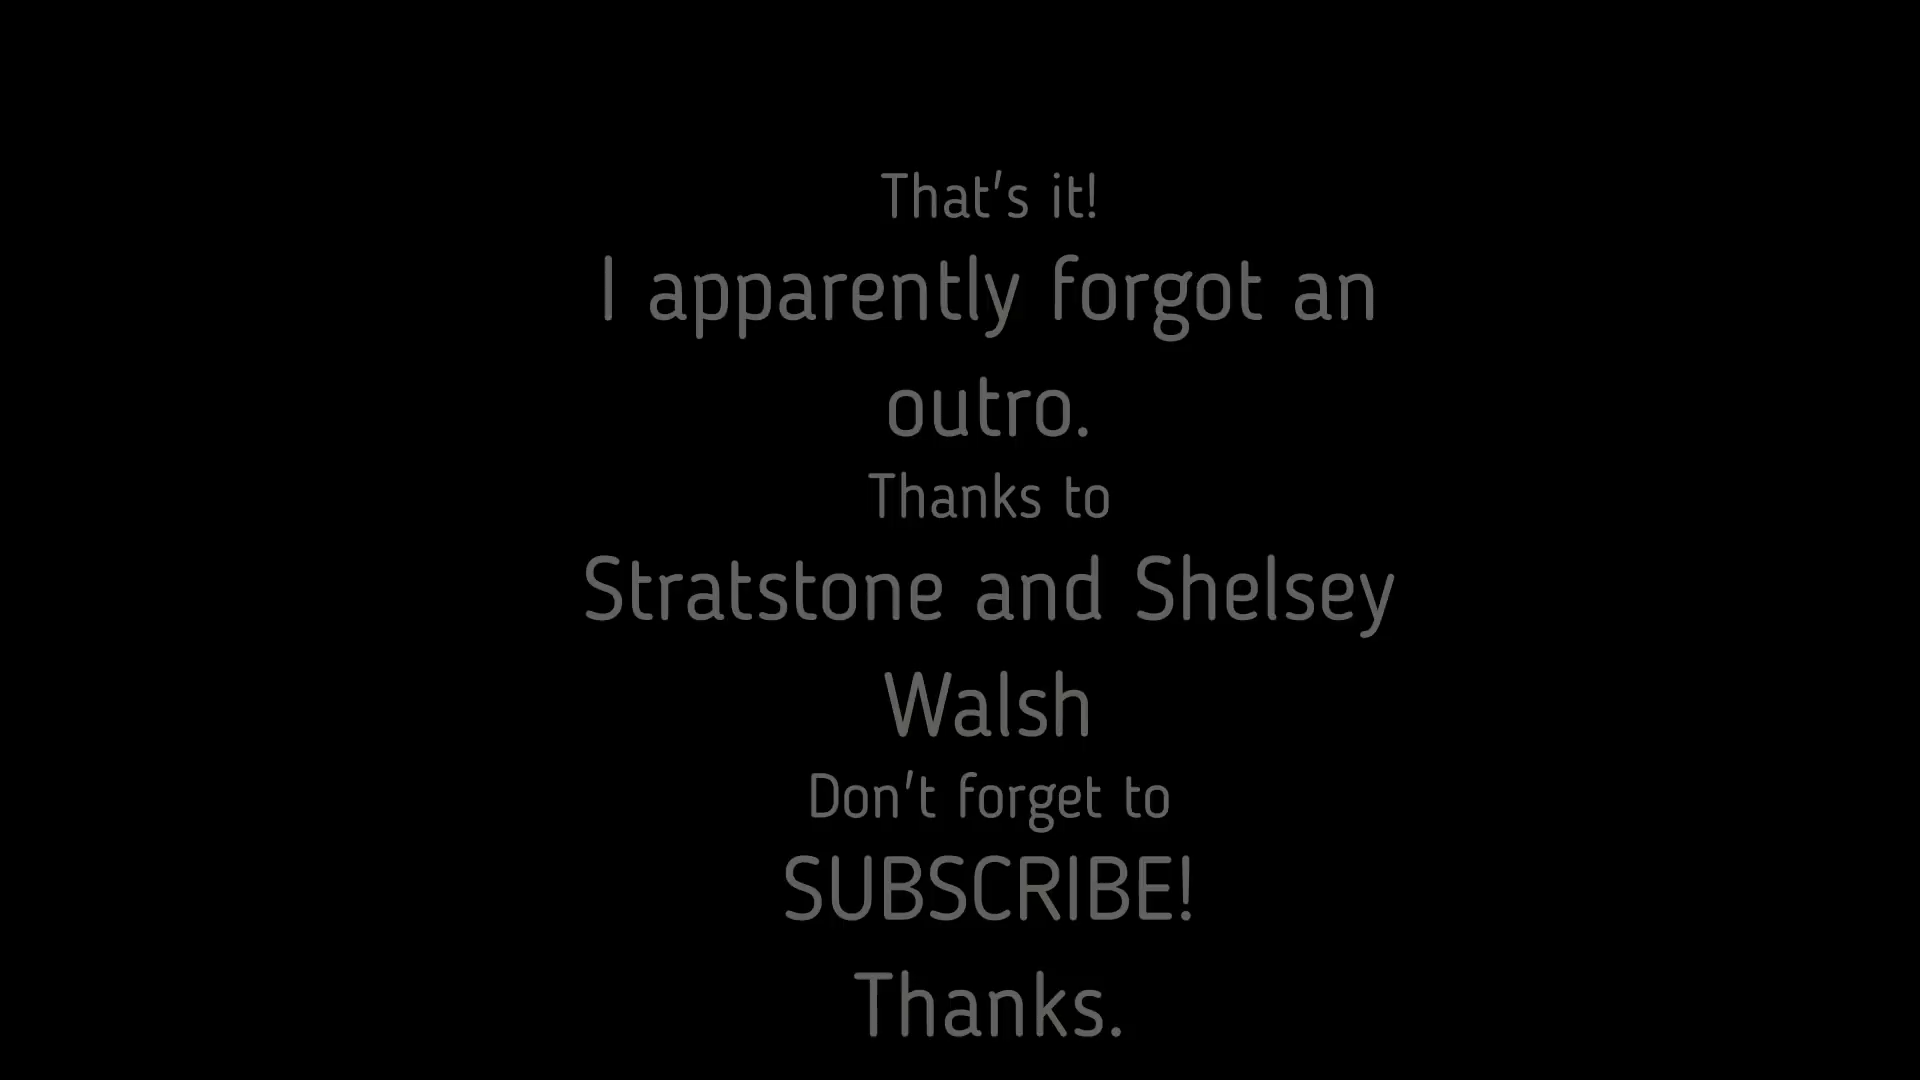 That's it!
I apparently forgot an
outro.
Thanks to
Stratstone and Shelsey
Walsh
Don't forget to
SUBSCRIBE!
Thanks.